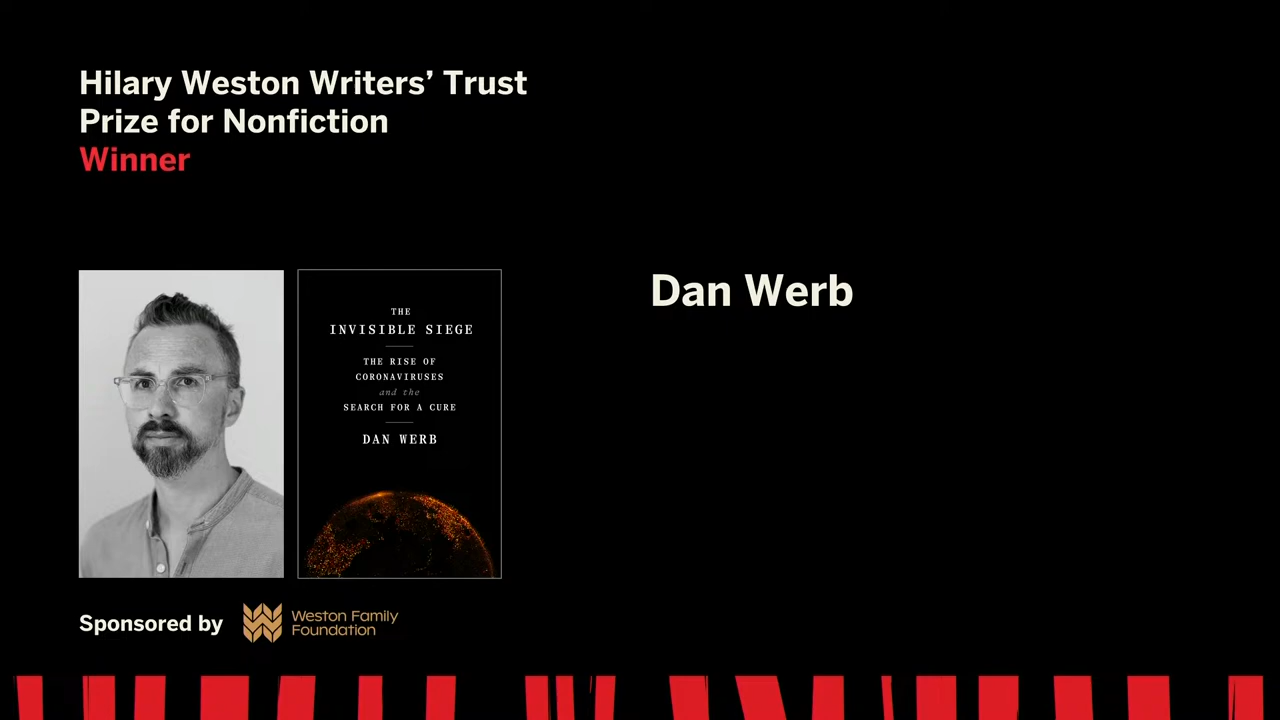 Hilary Weston Writers’ Trust
Prize for Nonfiction
Winner
Dan Werb
THE
INVISIBLE SIEGE
THE RISE OF
CORONAVIRUSES
and the
SEARCH FOR A CURE
DAN WERB
Sponsored by
Weston Family
Foundation